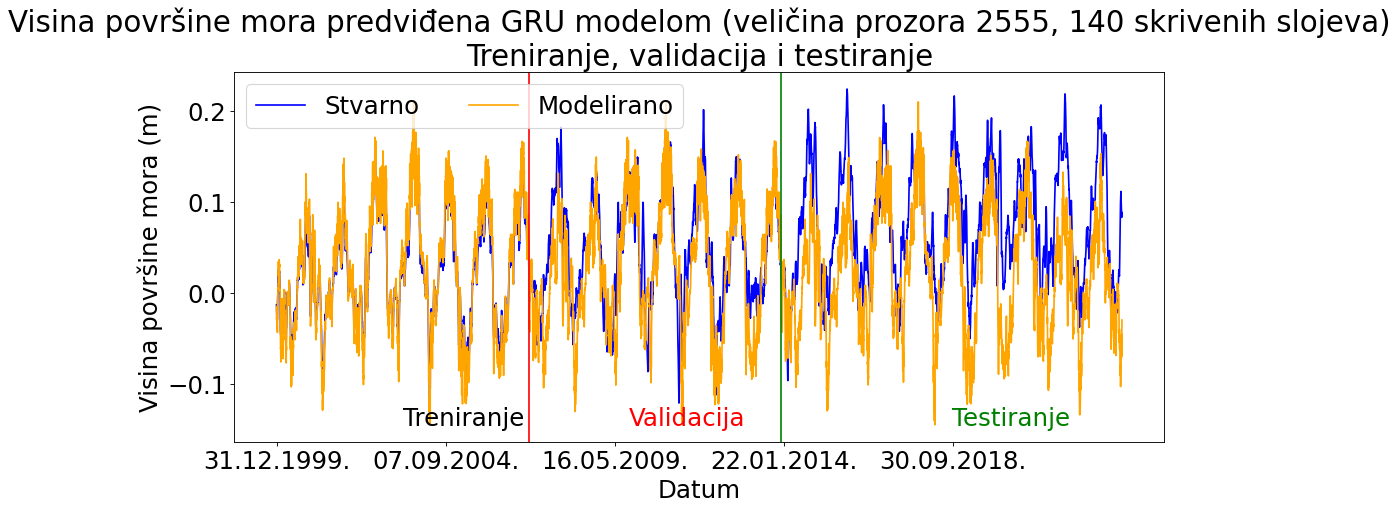 Visina površine mora predviđena GRU modelom (veličina prozora 2555, 140 skrivenih slojeva)
Treniranje, validacija i testiranje
Stvarno Modelirano
Visina površine mora (m)
0.2
0.1
0.0
−0.1
Treniranje Validacija Testiranje
31.12.1999. 07.09.2004. 16.05.2009. 22.01.2014. 30.09.2018.
Datum